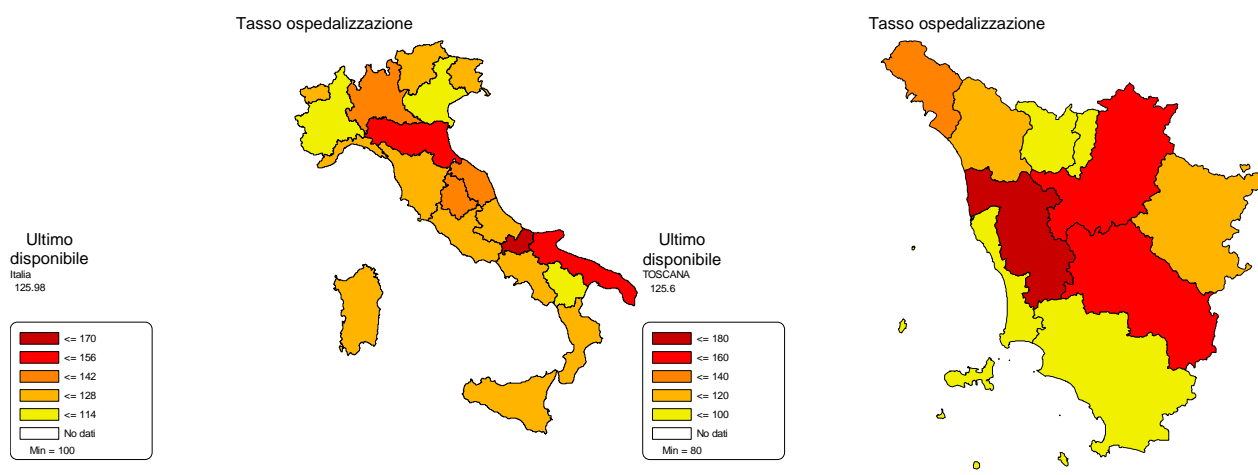 Tasso ospedalizzazione
Ultimo
disponibile
Italia
125.98
<= 170
<= 156
<= 142
<= 128
<= 114
No dati
Min = 100
Tasso ospedalizzazione
Ultimo
disponibile
TOSCANA
125.6
<= 180
<= 160
<= 140
<= 120
<= 100
No dati
Min = 80